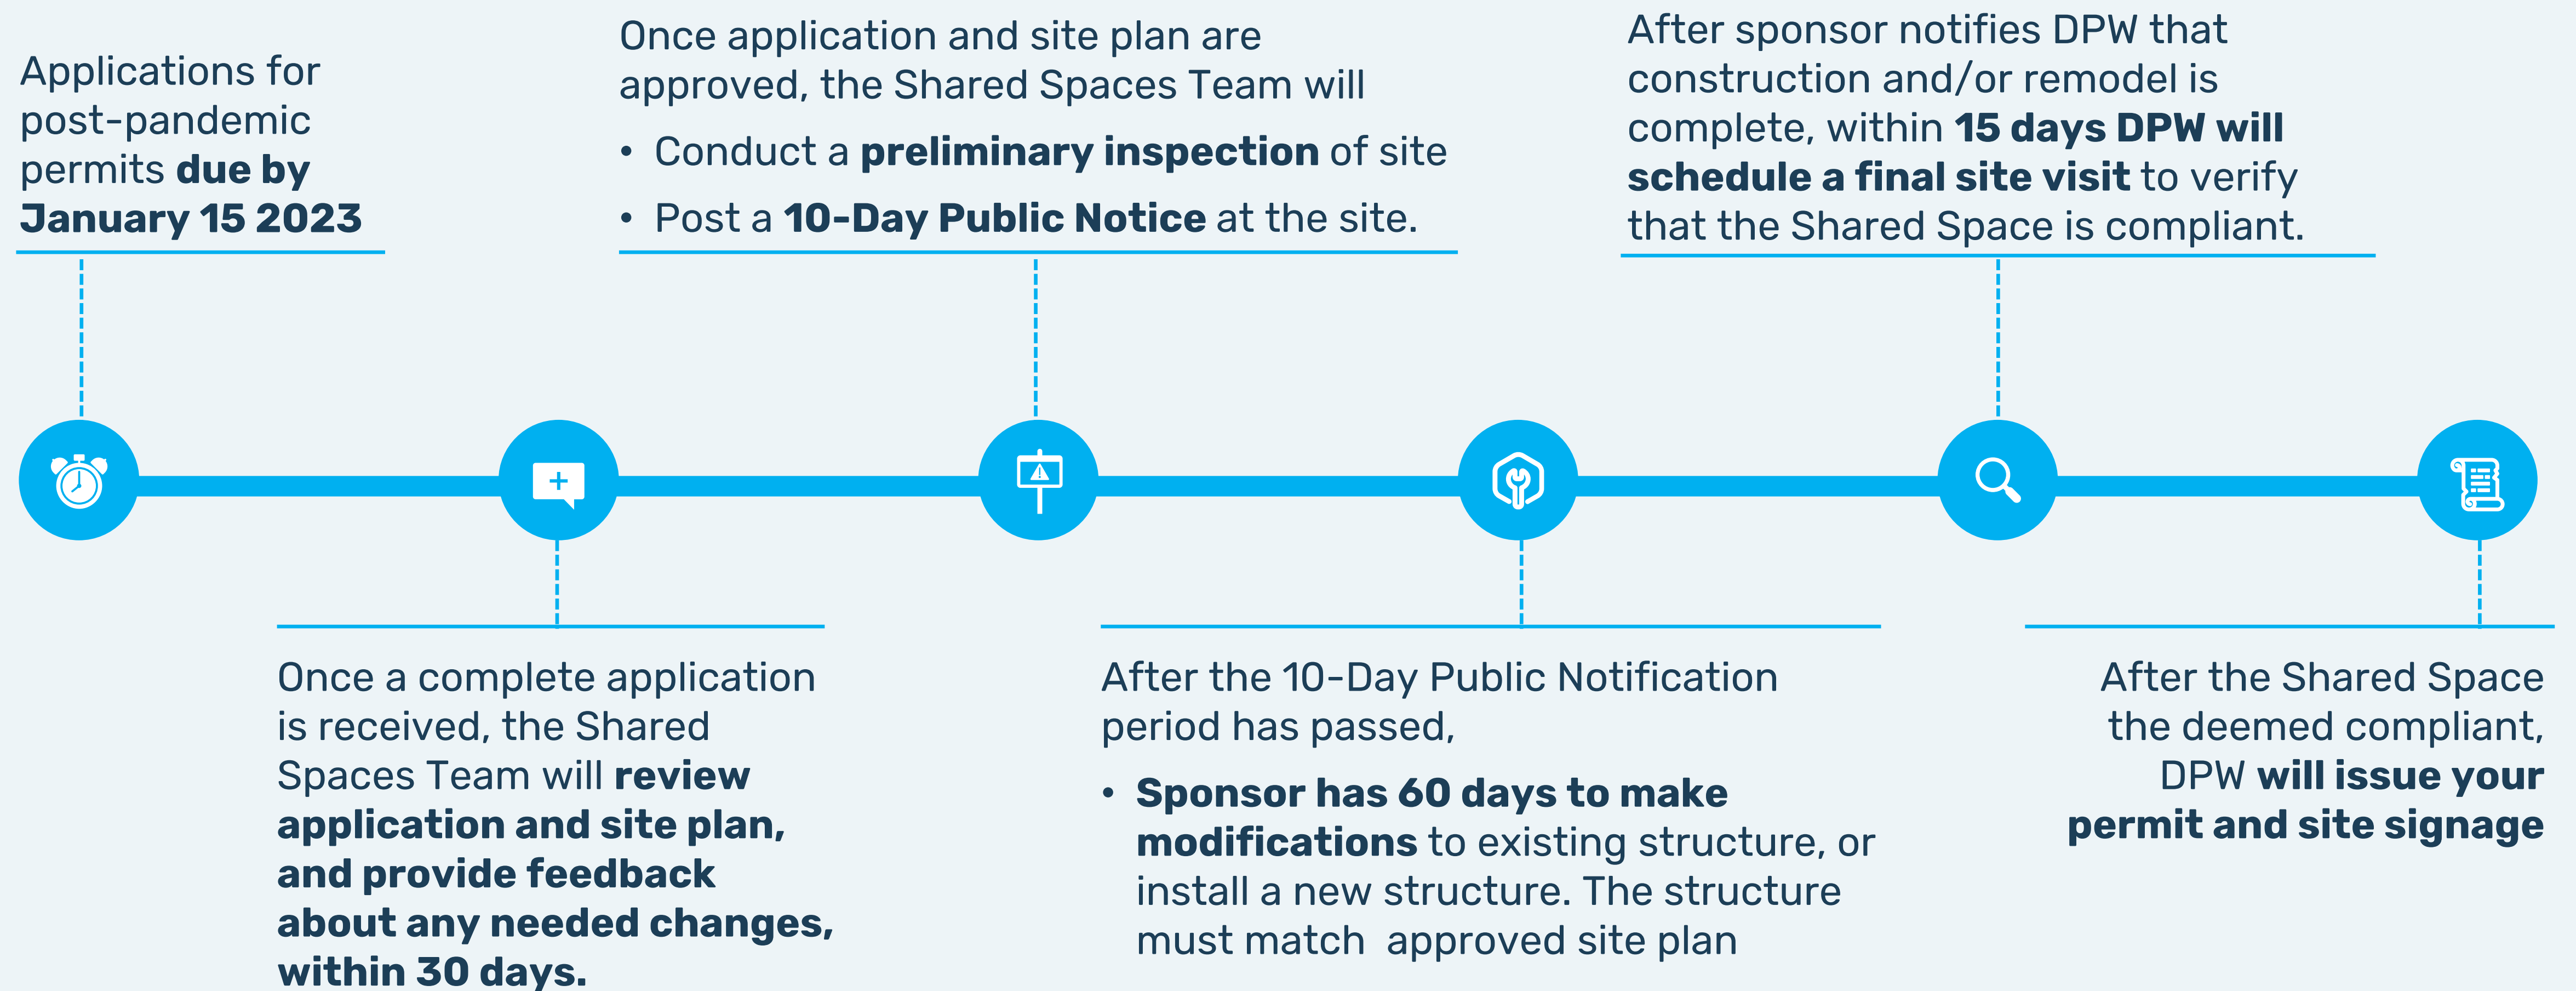 Applications for
post-pandemic
permits due by
January 15 2023
Once a complete application
is received, the Shared
Spaces Team will review
application and site plan,
and provide feedback
about any needed changes,
within 30 days.
Once application and site plan are
approved, the Shared Spaces Team will
• Conduct a preliminary inspection of site
• Post a 10-Day Public Notice at the site.
After the 10-Day Public Notification
period has passed,
• Sponsor has 60 days to make
modifications to existing structure, or
install a new structure. The structure
must match approved site plan
After sponsor notifies DPW that
construction and/or remodel is
complete, within 15 days DPW will
schedule a final site visit to verify
that the Shared Space is compliant.
After the Shared Space
the deemed compliant,
DPW will issue your
permit and site signage